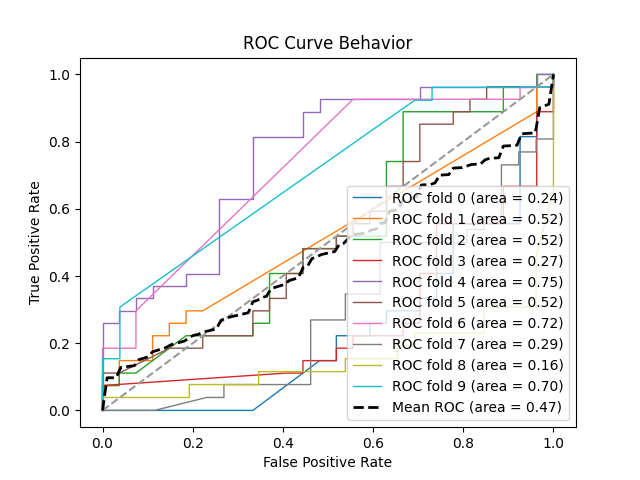 ROC Curve Behavior
1.0
0.8
0.6
0.4
0.2
0.0
True Positive Rate
ROC fold 0 (area = 0.24)
ROC fold 1 (area = 0.52)
ROC fold 2 (area = 0.52)
ROC fold 3 (area = 0.27)
ROC fold 4 (area = 0.75)
ROC fold 5 (area = 0.52)
ROC fold 6 (area = 0.72)
ROC fold 7 (area = 0.29)
ROC fold 8 (area = 0.16)
ROC fold 9 (area = 0.70)
Mean ROC (area = 0.47)
0.0 0.2 0.4 0.6 0.8 1.0
False Positive Rate